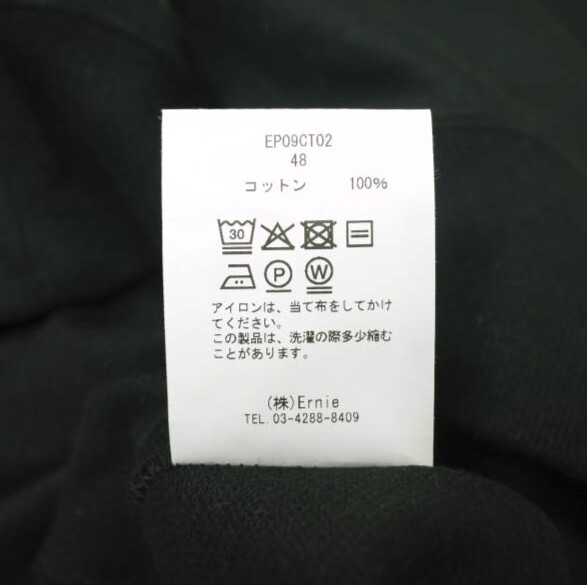 EP09CT02
48
コットン 100%
30
P W
アイロンは、当て布をしてかけ
てください。
この製品は、洗濯の際多少縮む
ことがあります。
(株)Ernie
TEL.03-4288-8409